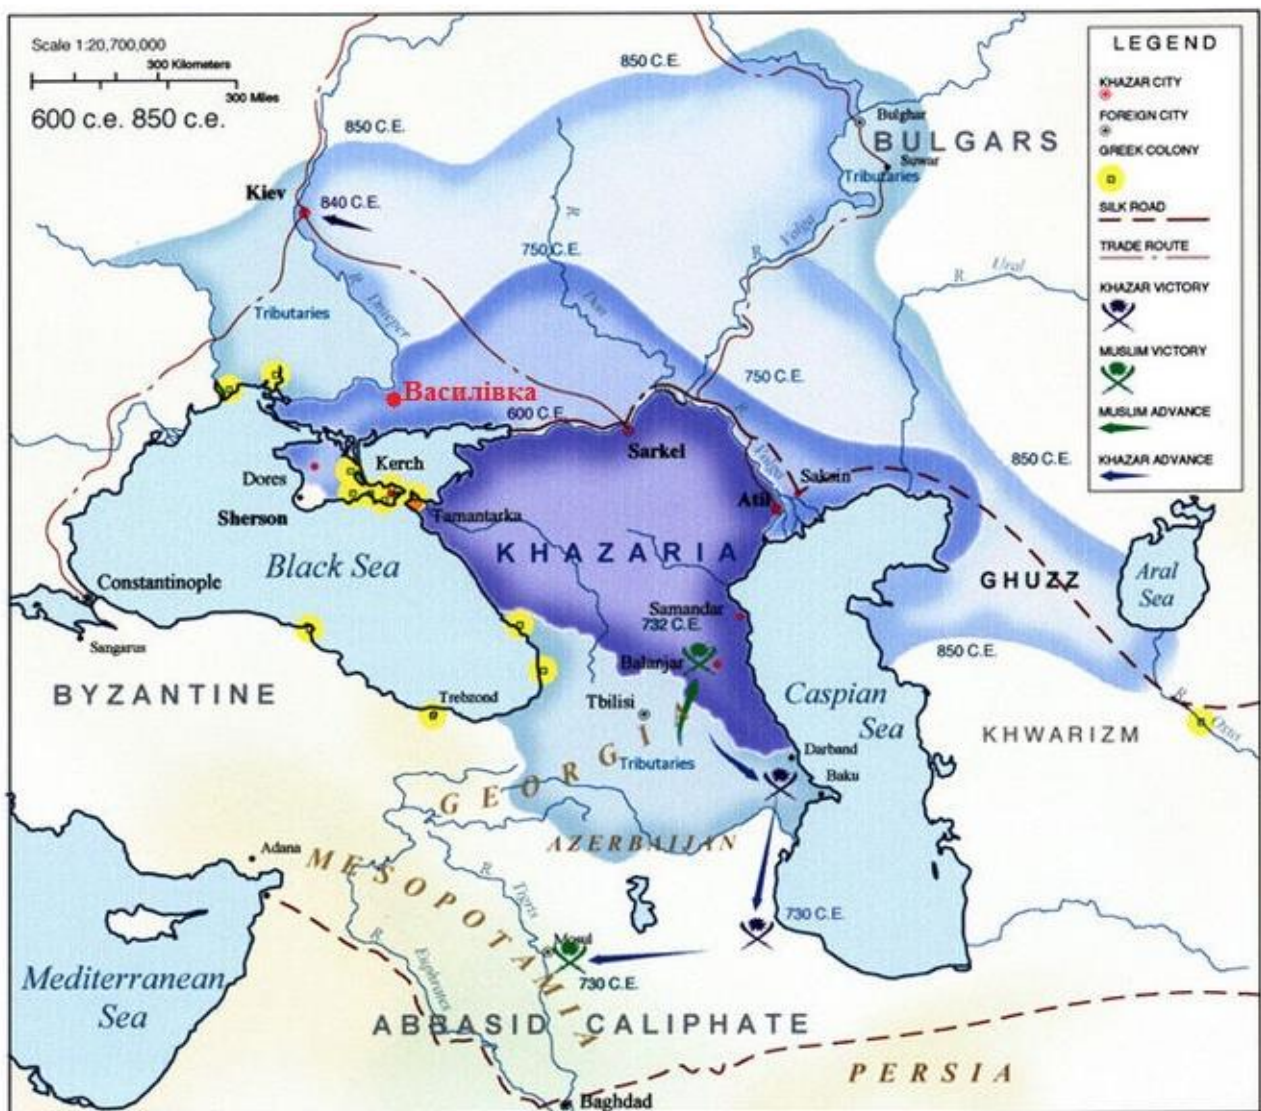 Scale 1:20,700,000
300 Kilometers
300 Miles
600 c.e. 850 c.e.
LEGEND
KHAZAR CITY
FOREIGN CITY
GREEK COLONY
SILK ROAD
TRADE ROUTE
KHAZAR VICTORY
MUSLIM VICTORY
MUSLIM ADVANCE
KHAZAR ADVANCE
850 C.E.
850 C.E.
Bulghar
BULGARS
Suwar
Tributaries
Kiev
840 C.E.
R.
Volga
750 C.E.
R. Ural
R. Dnieper
Don
Tributaries
750 C.E.
Василівка
600 C.E.
R.
Volga
Sarkel
850 C.E.
Kerch
Saksin
Dores
Atil
Sherson
Tamantarka
KHAZARIA
Black Sea
Constantinople
GHUZZ
Aral
Sea
Samandar
732 C.E.
Sangarus
850 C.E.
Balanjar
BYZANTINE
Trebzond
Tbilisi
Caspian
Sea
R.
Oxus
KHWARIZM
GEORGIA
Tributaries
Darband
Baku
AZERBAIJAN
Adana
MESOPOTAMIA
R.
Tigris
730 C.E.
Mosul
R.
Euphrates
730 C.E.
Mediterranean
Sea
ABBASID CALIPHATE
PERSIA
Baghdad